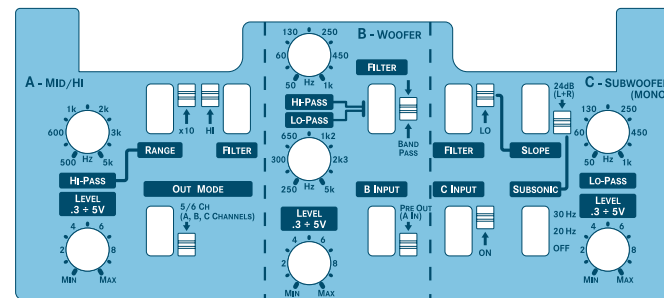 A - MID/HI
1k 2k
600 3k
500 Hz 5k
HI-PASS
LEVEL
.3 ÷ 5V
4 6
2 8
MIN MAX
x10
HI
RANGE
FILTER
OUT MODE
5/6 CH
(A, B, C CHANNELS)
B - WOOFER
130 250
60 450
50 Hz 1k
HI-PASS
LO-PASS
650 1k2
300 2k3
250 Hz 5k
LEVEL
.3 ÷ 5V
4 6
2 8
MIN MAX
FILTER
BAND
PASS
B INPUT
PRE OUT
(A IN)
LO
FILTER
24dB
(L+R)
SLOPE
C INPUT
ON
SUBSONIC
30 Hz
20 Hz
OFF
C - SUBWOOFER
(MONO
130 250
60 450
50 Hz 1k
LO-PASS
LEVEL
.3 ÷ 5V
4 6
2 8
MIN MAX